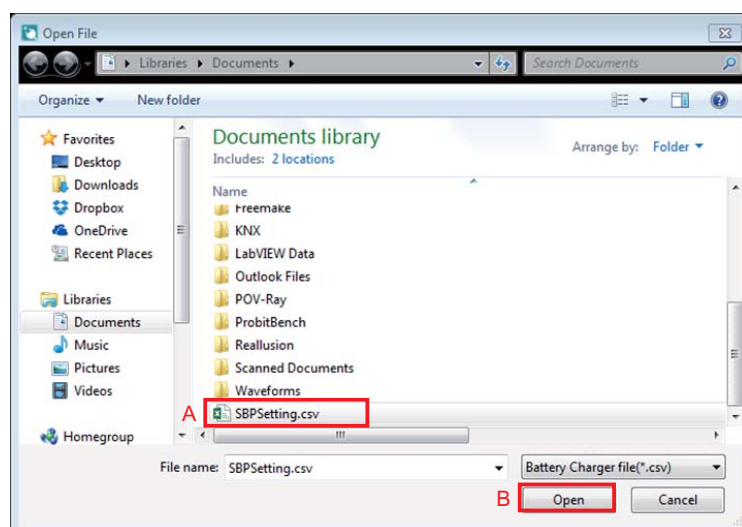 Open File
Libraries Documents Search Documents
Organize New folder
Favorites
Desktop
Downloads
Dropbox
OneDrive
Recent Places
Libraries
Documents
Music
Pictures
Videos
Homegroup
Documents library
Includes: 2 locations
Arrange by: Folder
Name
Freemake
KNX
LabVIEW Data
Outlook Files
POV-Ray
ProbitBench
Reallusion
Scanned Documents
Waveforms
A SBPSetting.csv
File name: SBPSetting.csv Battery Charger file(*.csv)
B Open Cancel